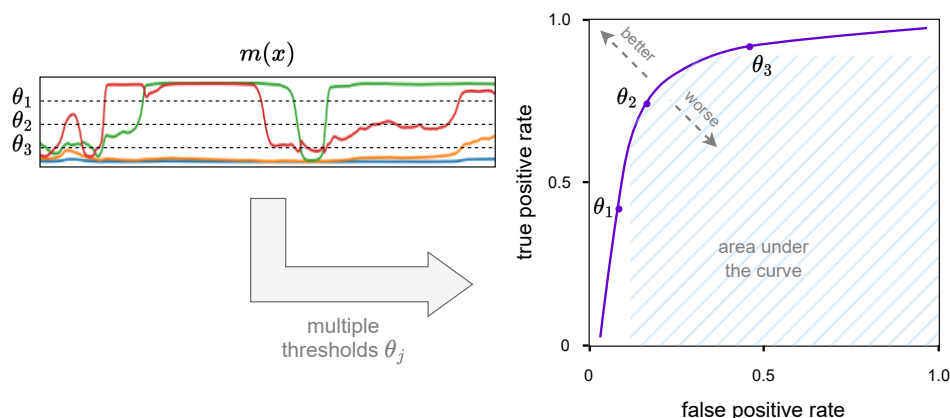 m(x)
θ₁
θ₂
θ₃
multiple
thresholds θⱼ
1.0
0.5
0
true positive rate
better
worse
θ₃
θ₂
θ₁
area under
the curve
0
0.5
1.0
false positive rate